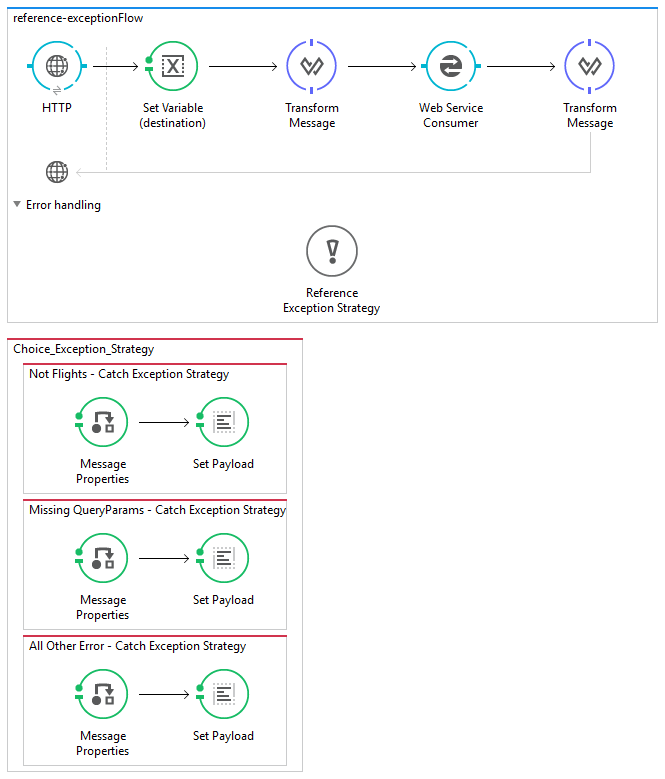 reference-exceptionFlow
HTTP
Set Variable
(destination)
Transform
Message
Web Service
Consumer
Transform
Message
Error handling
Reference
Exception Strategy
Choice_Exception_Strategy
Not Flights - Catch Exception Strategy
Message
Properties
Set Payload
Missing QueryParams - Catch Exception Strategy
Message
Properties
Set Payload
All Other Error - Catch Exception Strategy
Message
Properties
Set Payload